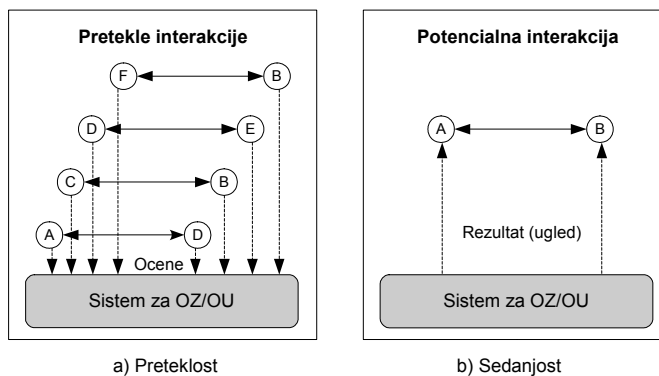 Pretekle interakcije
F B
D E
C B
A D
Ocene
Sistem za OZ/OU
a) Preteklost
Potencialna interakcija
A B
Rezultat (ugled)
Sistem za OZ/OU
b) Sedanjost